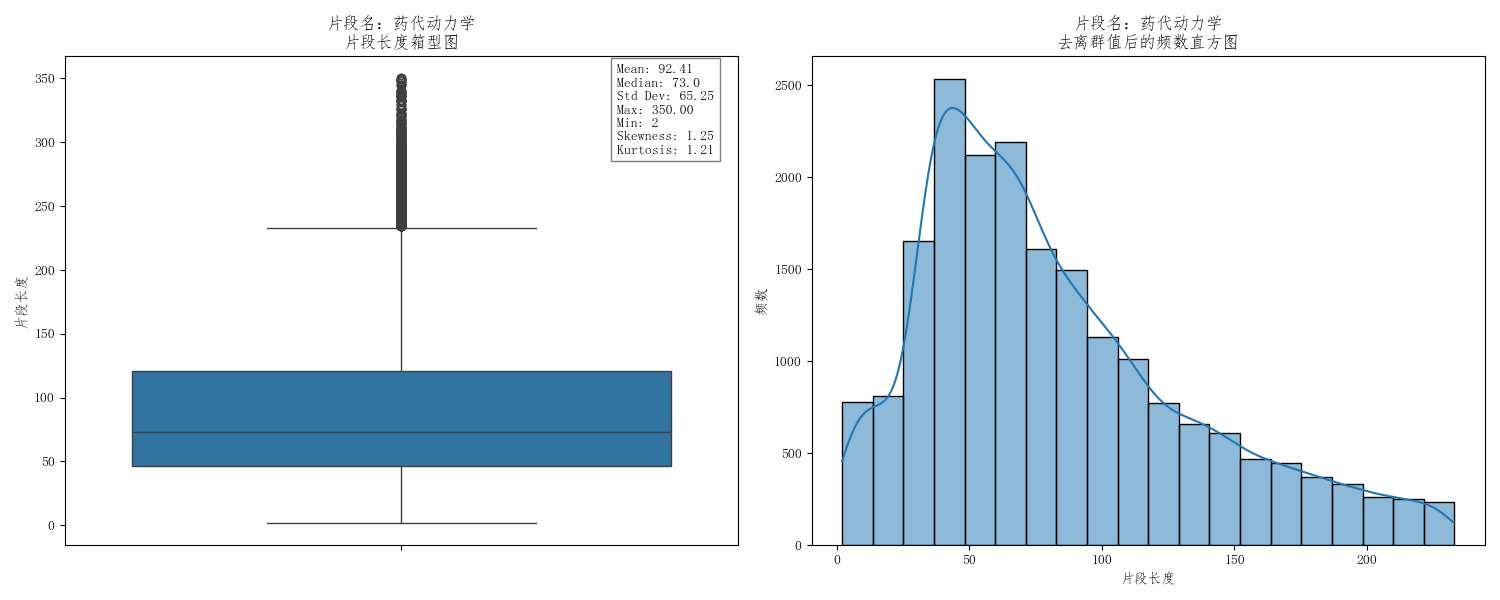 片段名：药代动力学
片段长度箱型图
350
300
250
200
150
100
50
0
片段长度
Mean: 92.41
Median: 73.0
Std Dev: 65.25
Max: 350.00
Min: 2
Skewness: 1.25
Kurtosis: 1.21
片段名：药代动力学
去离群值后的频数直方图
2500
2000
1500
1000
500
0
频数
0 50 100 150 200
片段长度